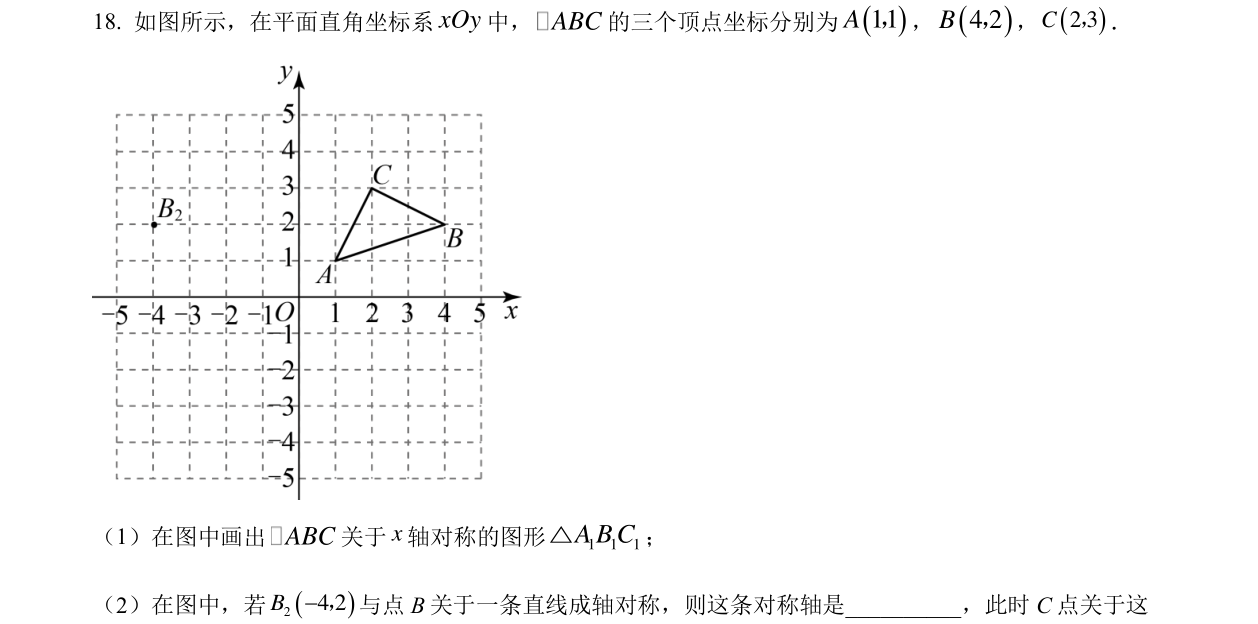 18. 如图所示，在平面直角坐标系 xOy 中，□ABC 的三个顶点坐标分别为 A(1,1)，B(4,2)，C(2,3)．
y
5
4
C
3
B₂
2
B
1
A
−5 −4 −3 −2 −1 O 1 2 3 4 5 x
−1
−2
−3
−4
−5
（1）在图中画出□ABC 关于 x 轴对称的图形△A₁B₁C₁；
（2）在图中，若 B₂(−4,2) 与点 B 关于一条直线成轴对称，则这条对称轴是__________，此时 C 点关于这